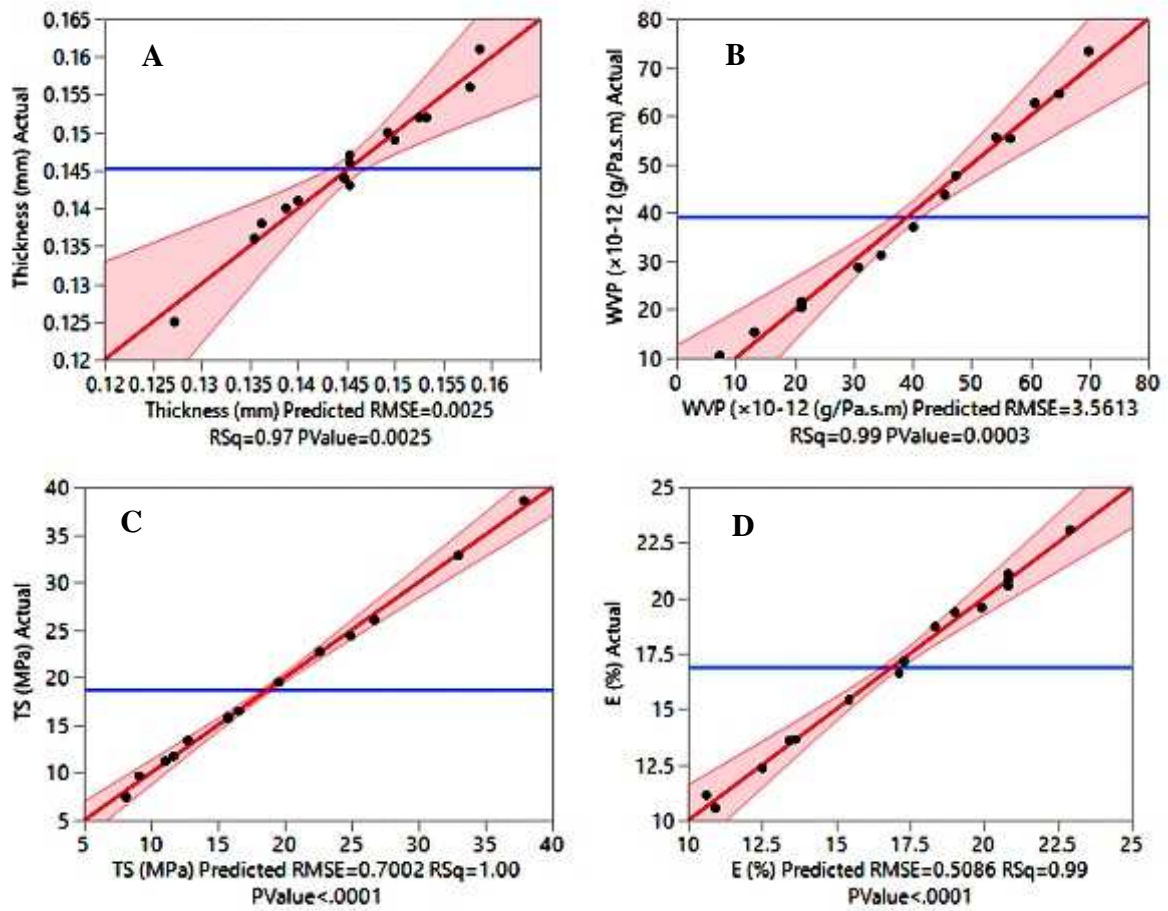 A
Thickness (mm) Actual
0.165
0.16
0.155
0.15
0.145
0.14
0.135
0.13
0.125
0.12
0.12 0.125 0.13 0.135 0.14 0.145 0.15 0.155 0.16
Thickness (mm) Predicted RMSE=0.0025
RSq=0.97 PValue=0.0025
B
WVP (×10-12 (g/Pa.s.m) Actual
80
70
60
50
40
30
20
10
0 10 20 30 40 50 60 70 80
WVP (×10-12 (g/Pa.s.m) Predicted RMSE=3.5613
RSq=0.99 PValue=0.0003
C
TS (MPa) Actual
40
35
30
25
20
15
10
5
5 10 15 20 25 30 35 40
TS (MPa) Predicted RMSE=0.7002 RSq=1.00
PValue<.0001
D
E (%) Actual
25
22.5
20
17.5
15
12.5
10
10 12.5 15 17.5 20 22.5 25
E (%) Predicted RMSE=0.5086 RSq=0.99
PValue<.0001